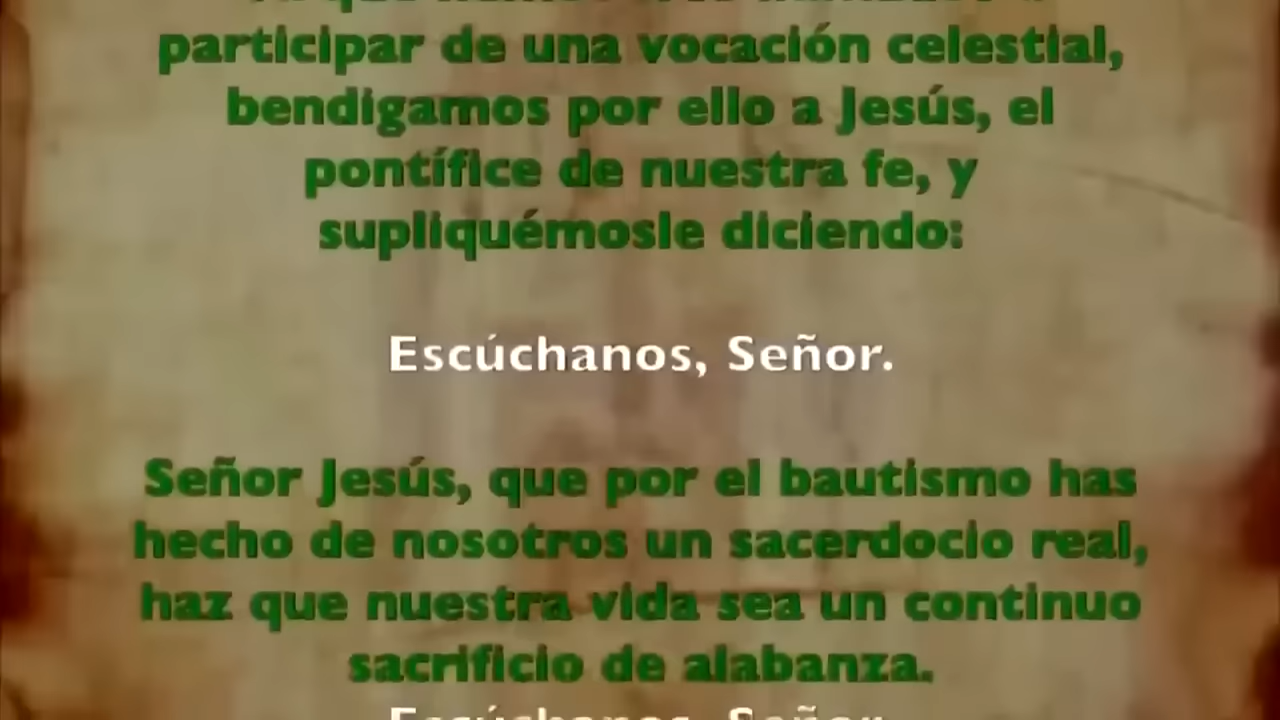 participar de una vocación celestial,
bendigamos por ello a Jesús, el
pontífice de nuestra fe, y
supliquémosle diciendo:
Escúchanos, Señor.
Señor Jesús, que por el bautismo has
hecho de nosotros un sacerdocio real,
haz que nuestra vida sea un continuo
sacrificio de alabanza.
Escúchanos, Señor.